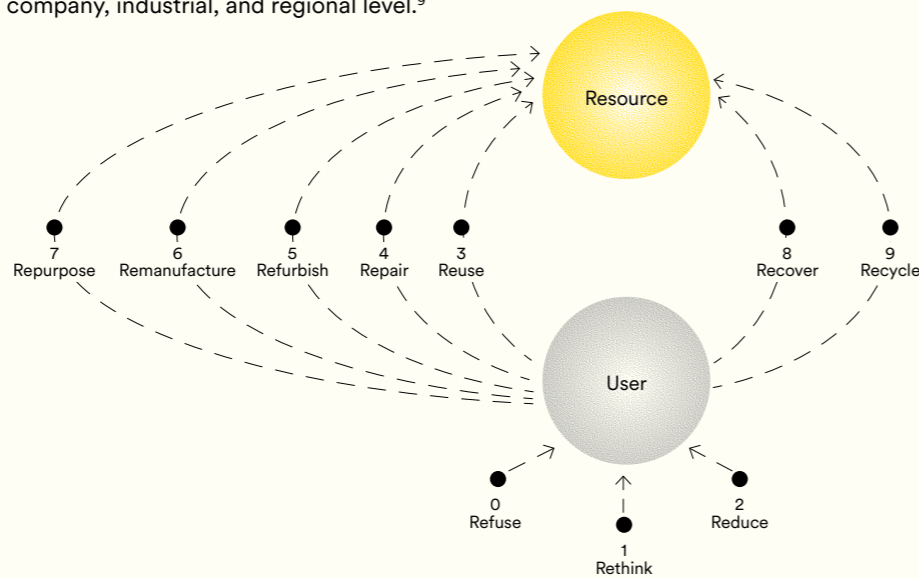 company, industrial, and regional level.⁹
Resource
7
Repurpose
6
Remanufacture
5
Refurbish
4
Repair
3
Reuse
8
Recover
9
Recycle
User
0
Refuse
1
Rethink
2
Reduce